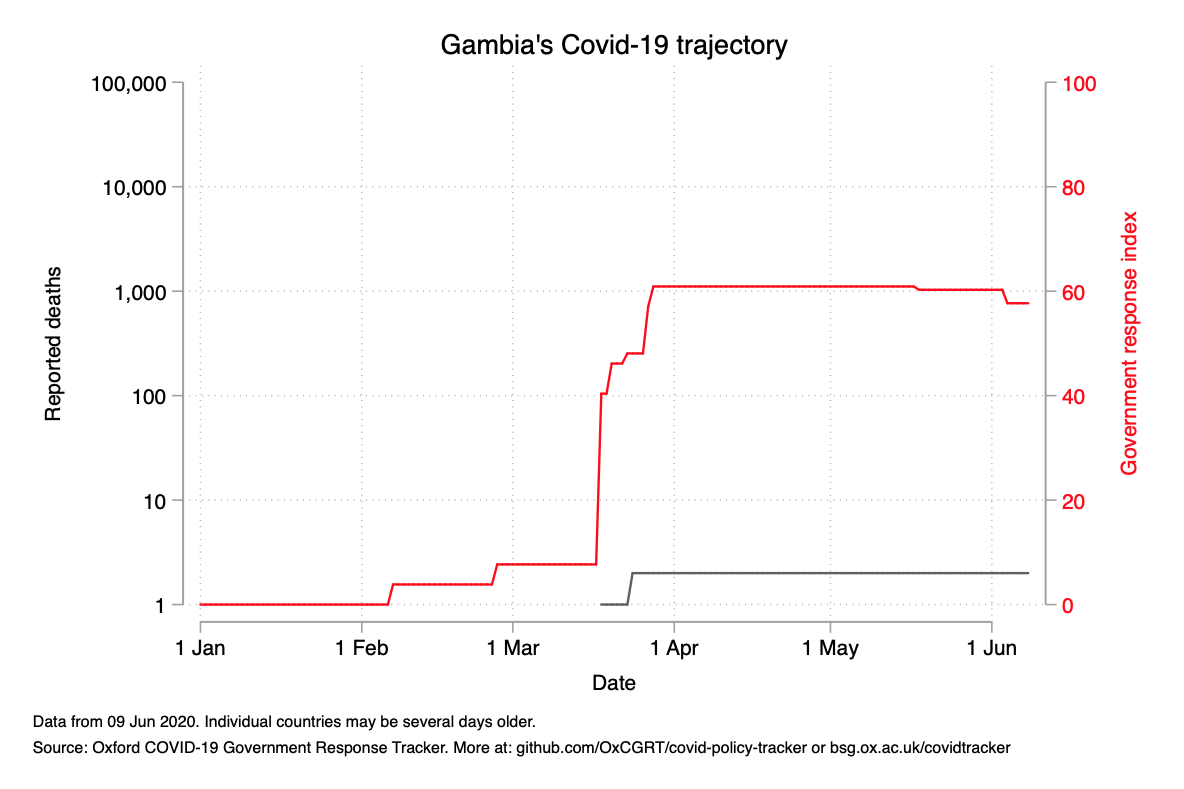 Gambia's Covid-19 trajectory
100,000
10,000
1,000
100
10
1
Reported deaths
100
80
60
40
20
0
Government response index
1 Jan 1 Feb 1 Mar 1 Apr 1 May 1 Jun
Date
Data from 09 Jun 2020. Individual countries may be several days older.
Source: Oxford COVID-19 Government Response Tracker. More at: github.com/OxCGRT/covid-policy-tracker or bsg.ox.ac.uk/covidtracker